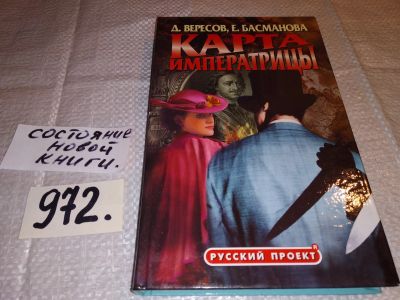 Д. ВЕРЕСОВ, Е. БАСМАНОВА
КАРТА
ИМПЕРАТРИЦЫ
СОСТОЯНИЕ
НОВОЙ
КНИГИ.
972.
РУССКИЙ ПРОЕКТ®